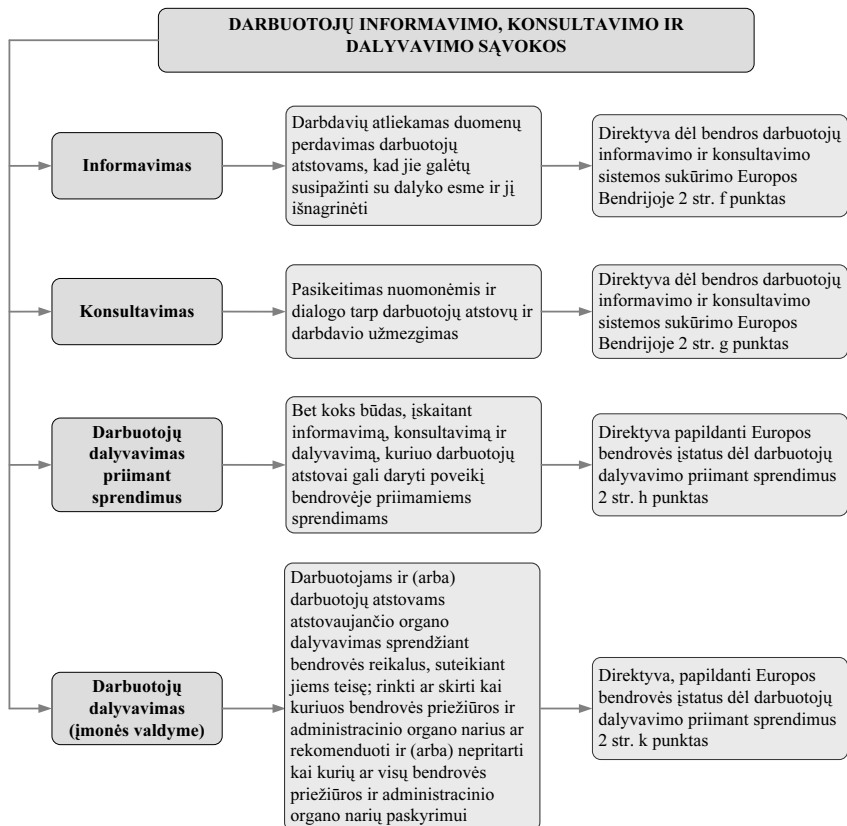 DARBUOTOJŲ INFORMAVIMO, KONSULTAVIMO IR
DALYVAVIMO SĄVOKOS
Informavimas
Darbdavių atliekamas duomenų
perdavimas darbuotojų
atstovams, kad jie galėtų
susipažinti su dalyko esme ir jį
išnagrinėti
Direktyva dėl bendros darbuotojų
informavimo ir konsultavimo
sistemos sukūrimo Europos
Bendrijoje 2 str. f punktas
Konsultavimas
Pasikeitimas nuomonėmis ir
dialogo tarp darbuotojų atstovų ir
darbdavio užmezgimas
Direktyva dėl bendros darbuotojų
informavimo ir konsultavimo
sistemos sukūrimo Europos
Bendrijoje 2 str. g punktas
Darbuotojų
dalyvavimas
priimant
sprendimus
Bet koks būdas, įskaitant
informavimą, konsultavimą ir
dalyvavimą, kuriuo darbuotojų
atstovai gali daryti poveikį
bendrovėje priimamiems
sprendimams
Direktyva papildanti Europos
bendrovės įstatus dėl darbuotojų
dalyvavimo priimant sprendimus
2 str. h punktas
Darbuotojų
dalyvavimas
(įmonės valdyme)
Darbuotojams ir (arba)
darbuotojų atstovams
atstovaujančio organo
dalyvavimas sprendžiant
bendrovės reikalus, suteikiant
jiems teisę; rinkti ar skirti kai
kuriuos bendrovės priežiūros ir
administracinio organo narius ar
rekomenduoti ir (arba) nepritarti
kai kurių ar visų bendrovės
priežiūros ir administracinio
organo narių paskyrimui
Direktyva, papildanti Europos
bendrovės įstatus dėl darbuotojų
dalyvavimo priimant sprendimus
2 str. k punktas